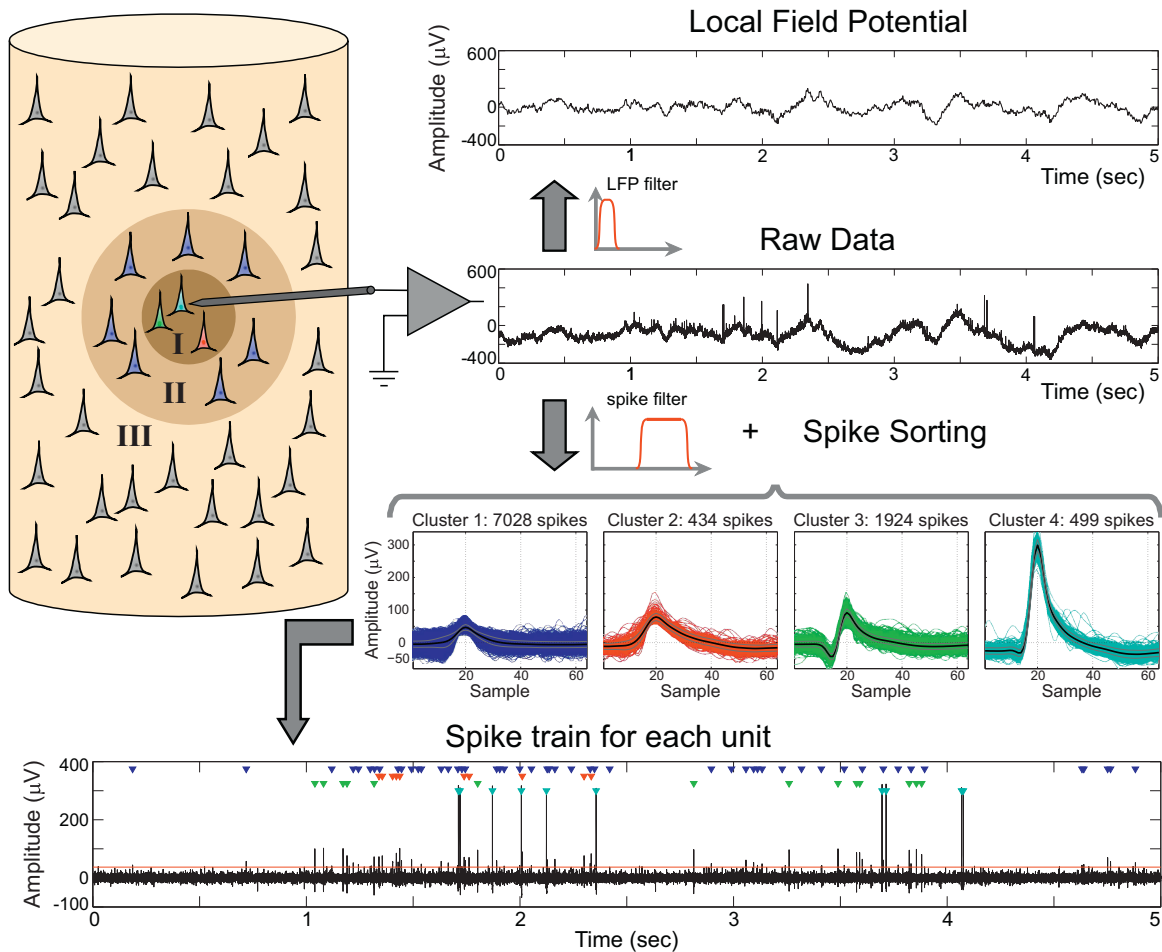 Local Field Potential
Amplitude (μV)
600
0
-400
0 1 2 3 4 5
Time (sec)
LFP filter
Raw Data
600
0
-400
0 1 2 3 4 5
Time (sec)
I
II
III
spike filter
+ Spike Sorting
Cluster 1: 7028 spikes
Cluster 2: 434 spikes
Cluster 3: 1924 spikes
Cluster 4: 499 spikes
Amplitude (μV)
300
200
100
0
-50
20 40 60
20 40 60
20 40 60
20 40 60
Sample
Sample
Sample
Sample
Spike train for each unit
Amplitude (μV)
400
200
0
-100
0 1 2 3 4 5
Time (sec)